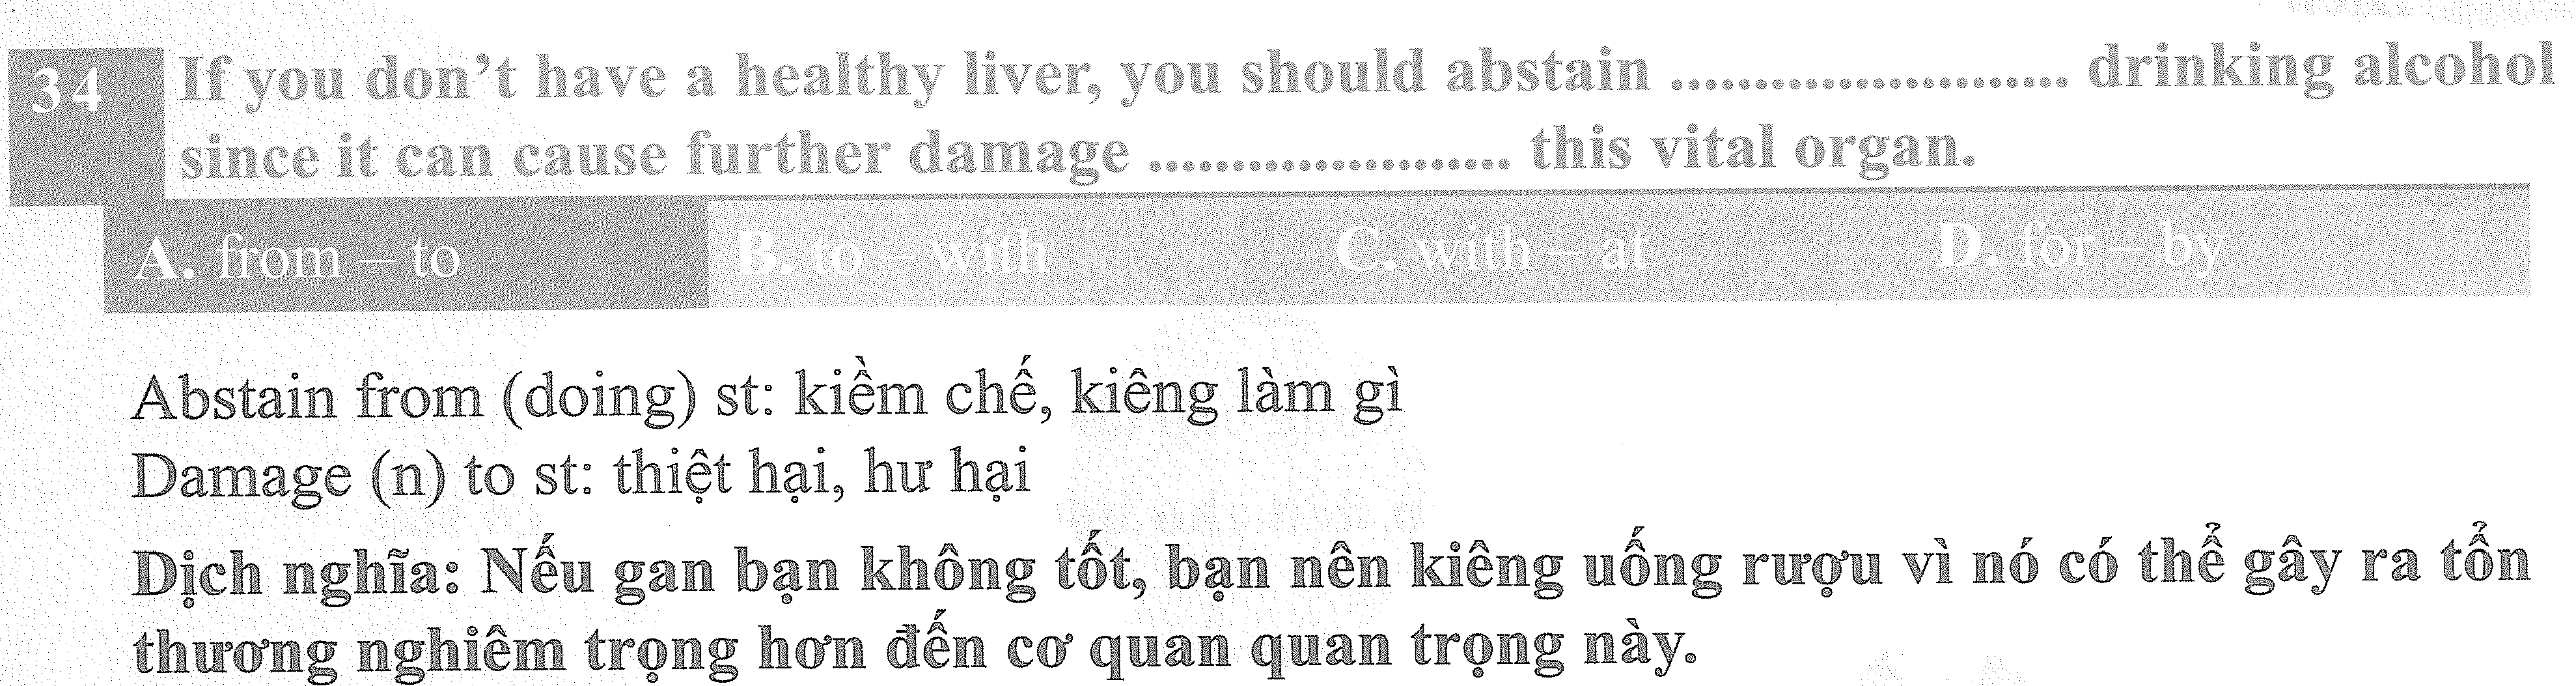 34 If you don't have a healthy liver, you should abstain ........................ drinking alcohol
since it can cause further damage ...................... this vital organ.
A. from – to B. to – with C. with – at D. for – by
Abstain from (doing) st: kiềm chế, kiêng làm gì
Damage (n) to st: thiệt hại, hư hại
Dịch nghĩa: Nếu gan bạn không tốt, bạn nên kiêng uống rượu vì nó có thể gây ra tổn
thương nghiêm trọng hơn đến cơ quan quan trọng này.